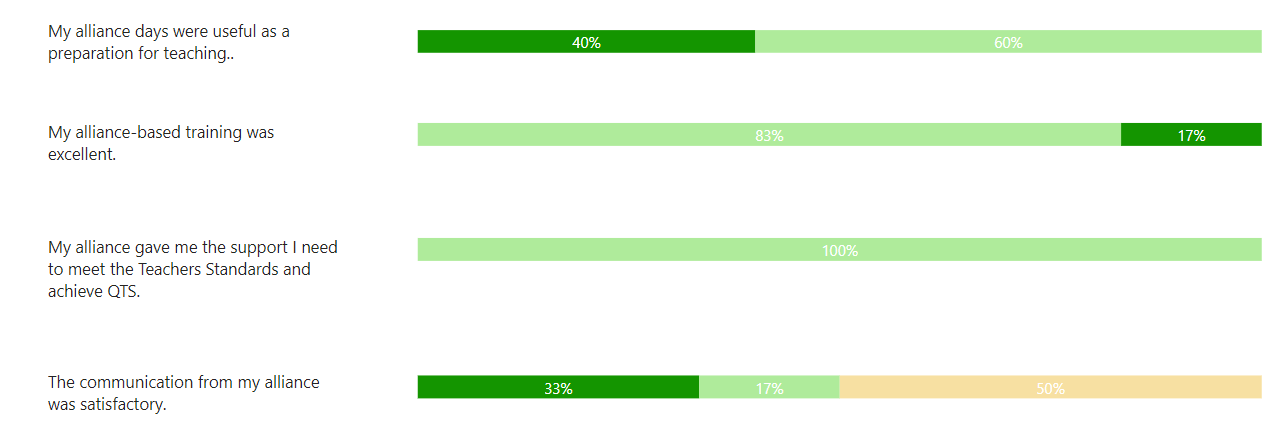 My alliance days were useful as a
preparation for teaching..
40% 60%
My alliance-based training was
excellent.
83% 17%
My alliance gave me the support I need
to meet the Teachers Standards and
achieve QTS.
100%
The communication from my alliance
was satisfactory.
33% 17% 50%